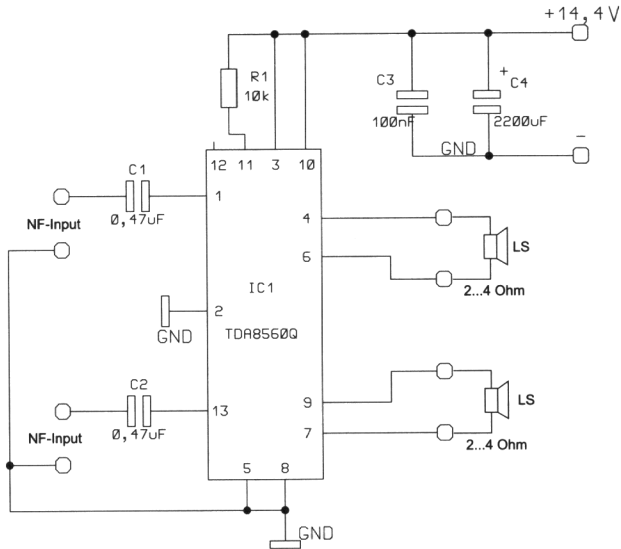 +14,4V
R1
10k
C3
100nF
+
C4
2200uF
GND
–
12
11
3
10
C1
0,47uF
1
NF-Input
4
6
LS
2...4 Ohm
IC1
TDA8560Q
2
GND
C2
0,47uF
13
NF-Input
9
7
LS
2...4 Ohm
5
8
GND